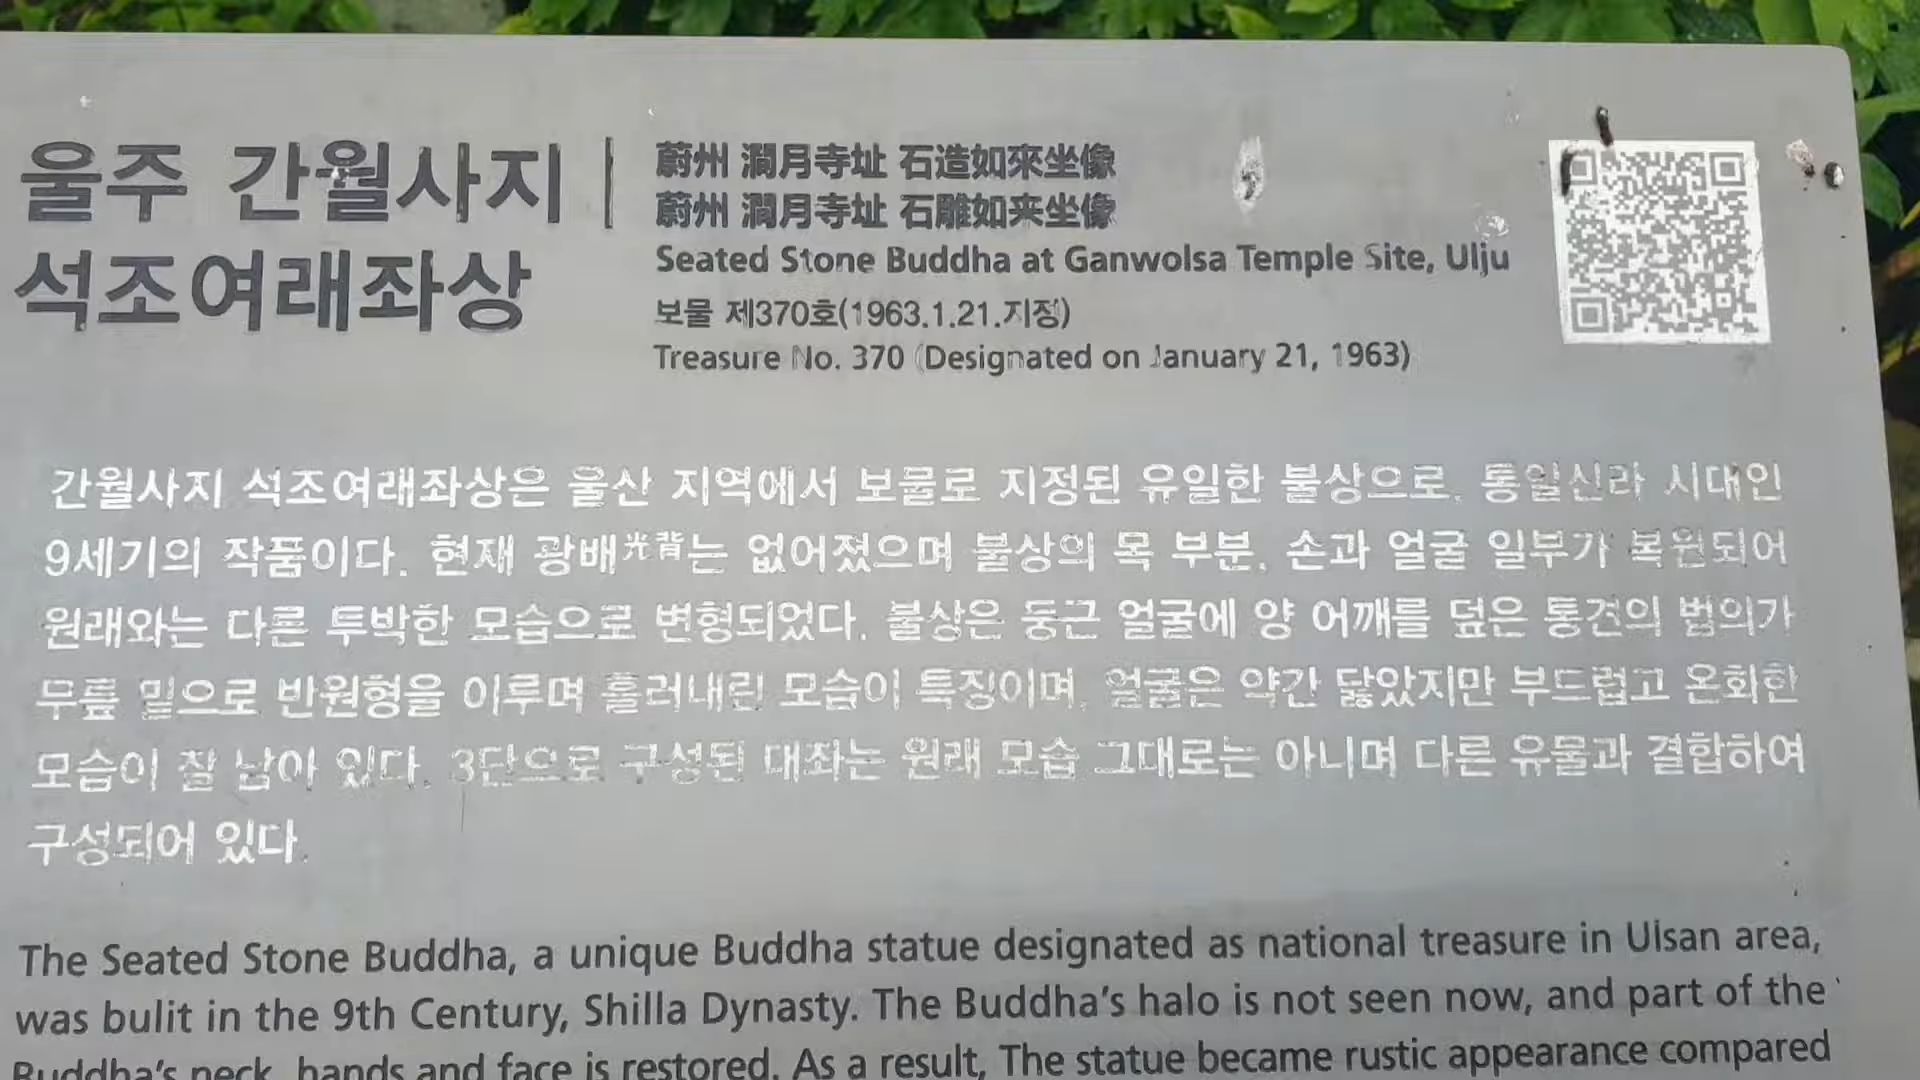 울주 간월사지
석조여래좌상
蔚州 澗月寺址 石造如來坐像
蔚州 澗月寺址 石雕如来坐像
Seated Stone Buddha at Ganwolsa Temple Site, Ulju
보물 제370호(1963.1.21.지정)
Treasure No. 370 (Designated on January 21, 1963)
간월사지 석조여래좌상은 울산 지역에서 보물로 지정된 유일한 불상으로, 통일신라 시대인
9세기의 작품이다. 현재 광배光背는 없어졌으며 불상의 목 부분, 손과 얼굴 일부가 복원되어
원래와는 다른 투박한 모습으로 변형되었다. 불상은 둥근 얼굴에 양 어깨를 덮은 통견의 법의가
무릎 밑으로 반원형을 이루며 흘러내린 모습이 특징이며, 얼굴은 약간 닳았지만 부드럽고 온화한
모습이 잘 남아 있다. 3단으로 구성된 대좌는 원래 모습 그대로는 아니며 다른 유물과 결합하여
구성되어 있다.
The Seated Stone Buddha, a unique Buddha statue designated as national treasure in Ulsan area,
was bulit in the 9th Century, Shilla Dynasty. The Buddha's halo is not seen now, and part of the
Buddha's neck, hands and face is restored. As a result, The statue became rustic appearance compared